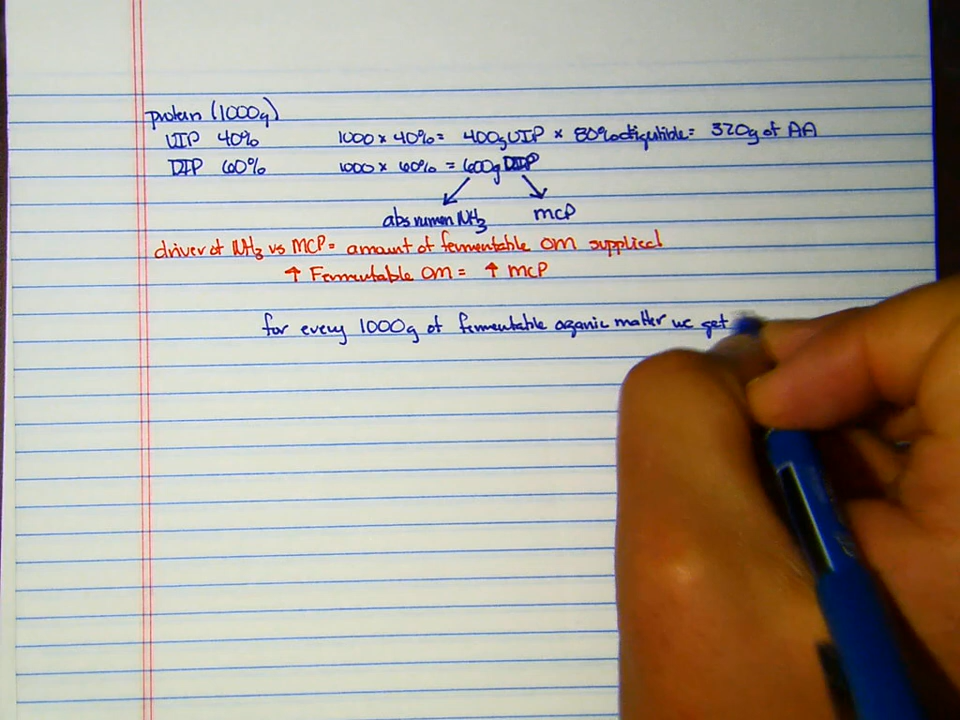 protein (1000g)
UIP 40% 1000 x 40% = 400g UIP x 80% digestible = 320g of AA
DIP 60% 1000 x 60% = 600g DIP
abs rumen NH3 MCP
driver of NH3 vs MCP = amount of fermentable OM supplied
↑ Fermentable OM = ↑ MCP
for every 1000g of fermentable organic matter we get